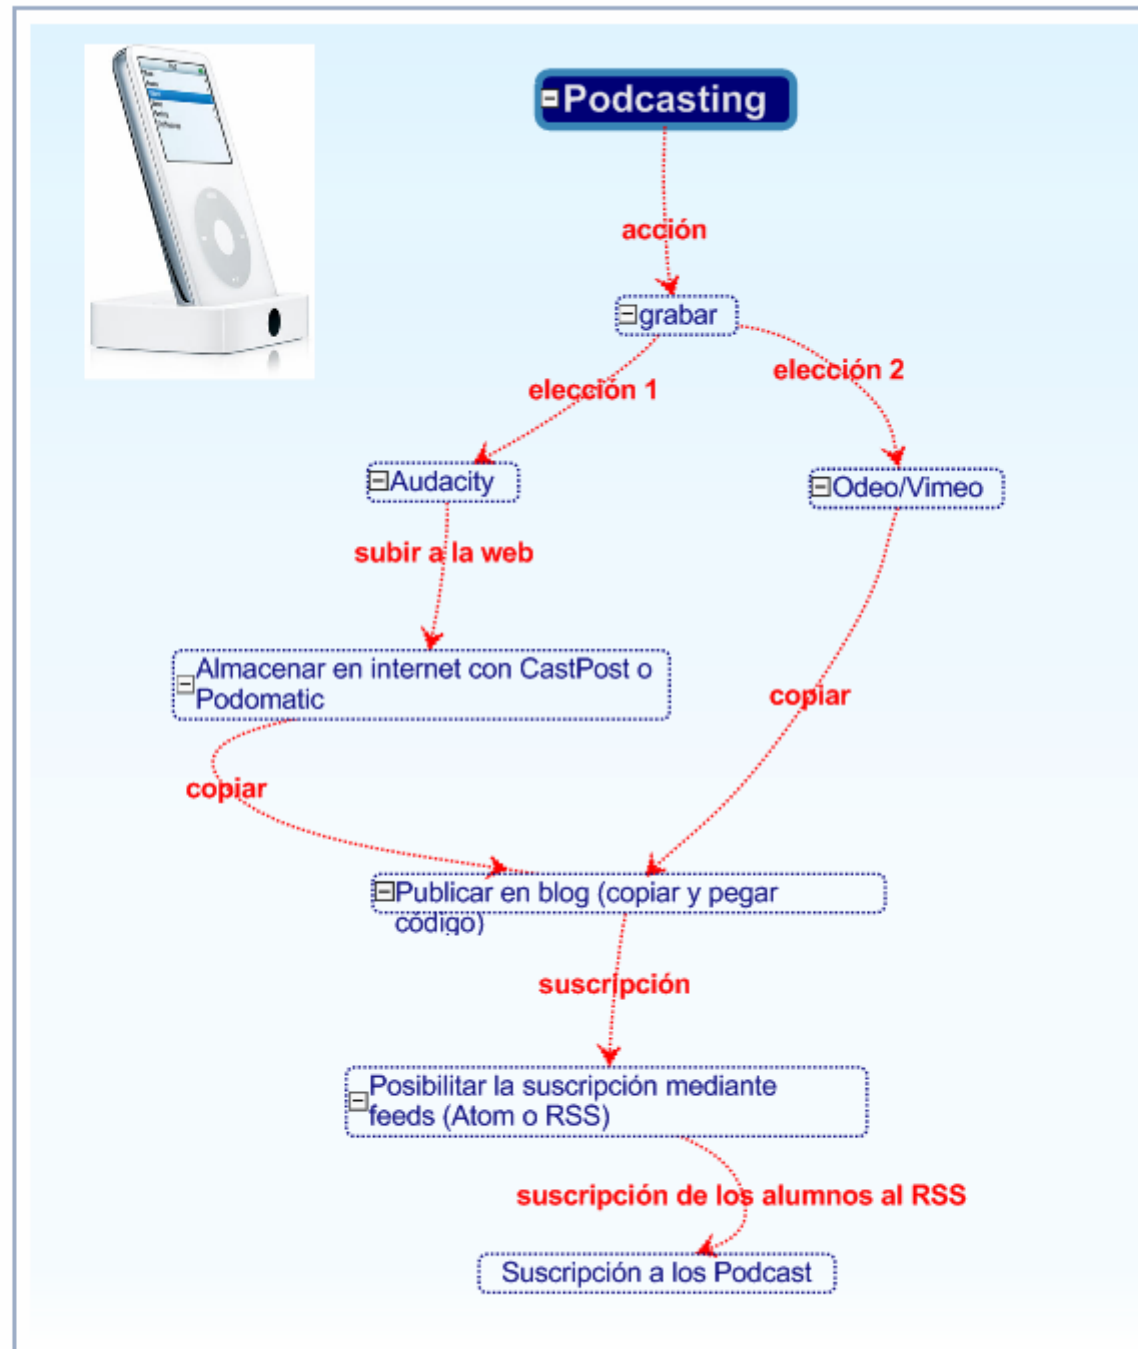 Podcasting
acción
grabar
elección 1
elección 2
Audacity
Odeo/Vimeo
subir a la web
Almacenar en internet con CastPost o
Podomatic
copiar
copiar
Publicar en blog (copiar y pegar
código)
suscripción
Posibilitar la suscripción mediante
feeds (Atom o RSS)
suscripción de los alumnos al RSS
Suscripción a los Podcast